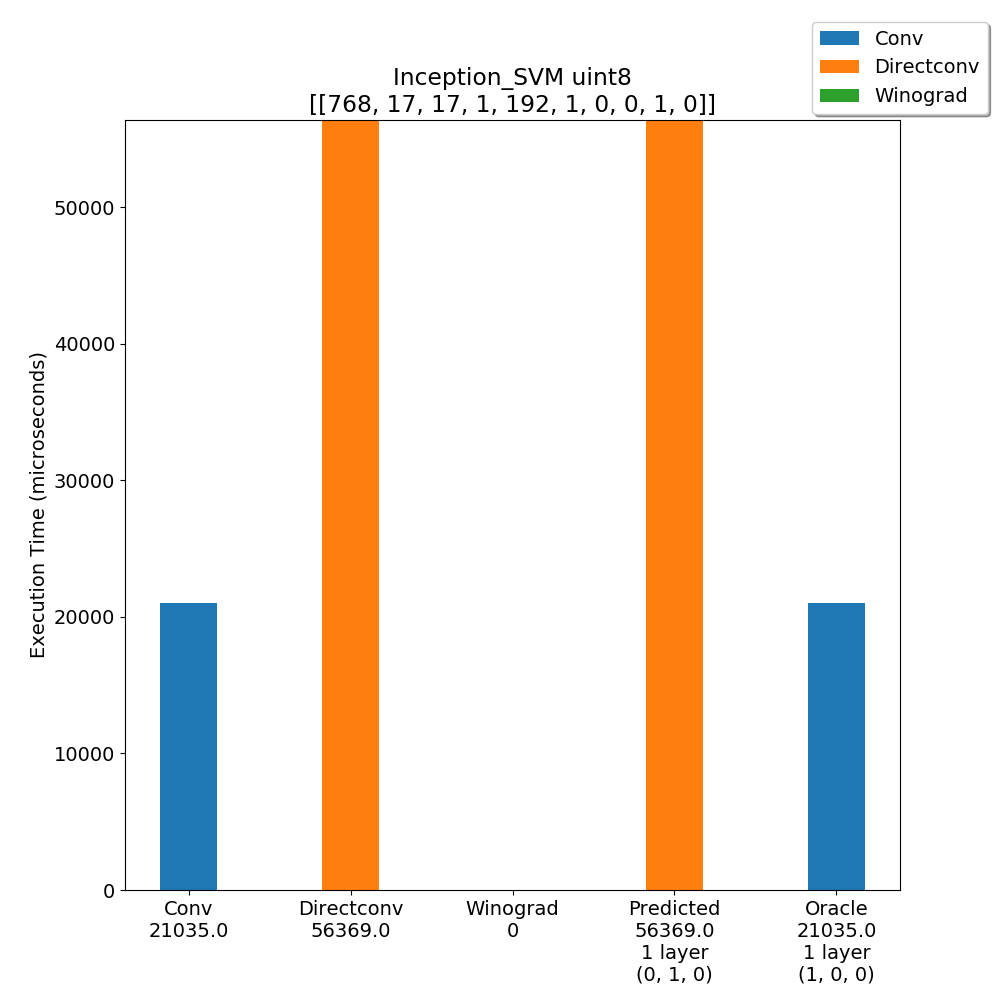 Conv
Directconv
Winograd
Inception_SVM uint8
[[768, 17, 17, 1, 192, 1, 0, 0, 1, 0]]
Execution Time (microseconds)
50000
40000
30000
20000
10000
0
Conv
21035.0
Directconv
56369.0
Winograd
0
Predicted
56369.0
1 layer
(0, 1, 0)
Oracle
21035.0
1 layer
(1, 0, 0)